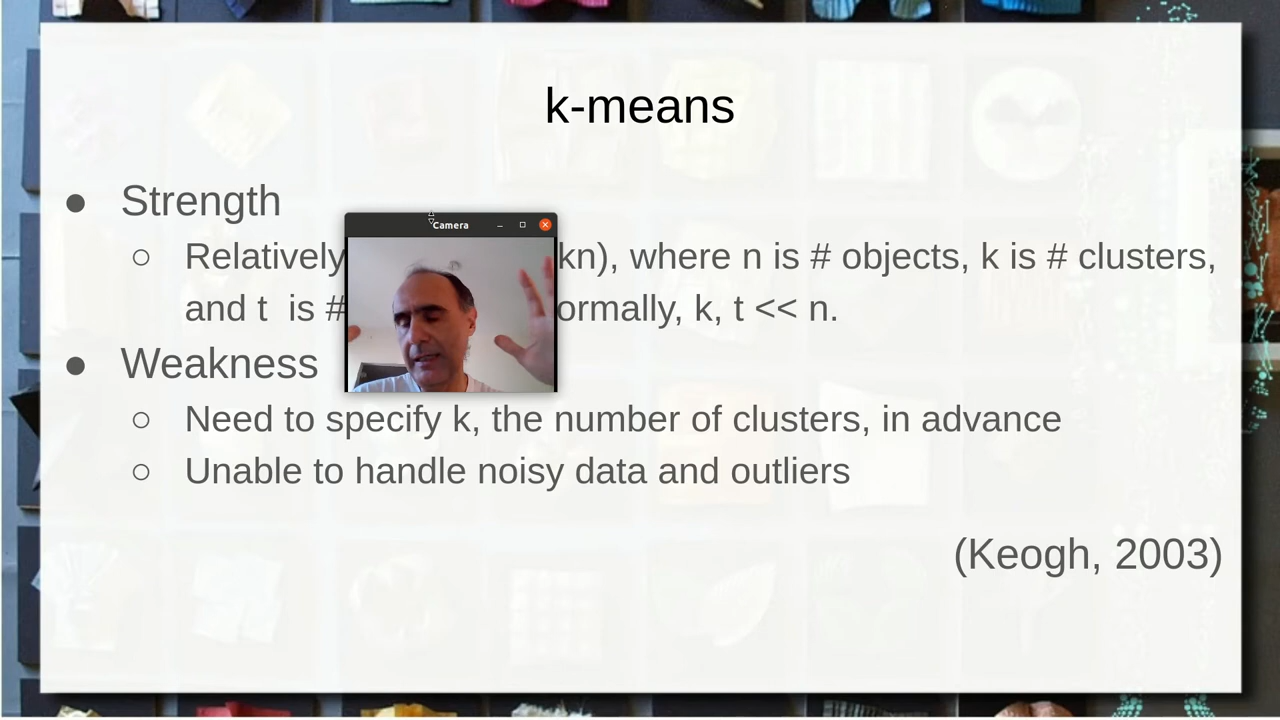 k-means
● Strength
○ Relatively kn), where n is # objects, k is # clusters,
and t is # ormally, k, t << n.
● Weakness
○ Need to specify k, the number of clusters, in advance
○ Unable to handle noisy data and outliers
(Keogh, 2003)
Camera